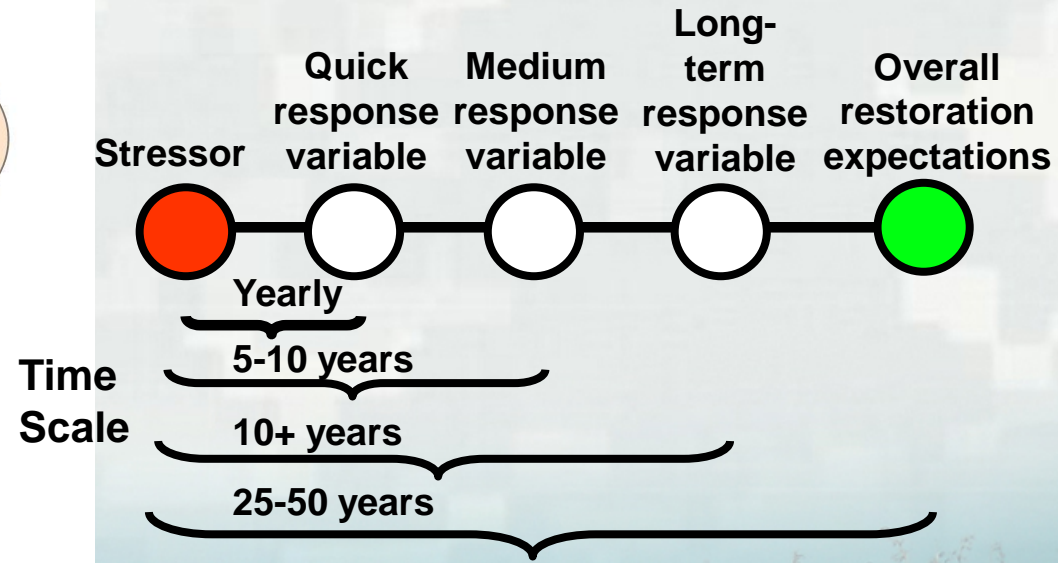 Stressor
Quick
response
variable
Medium
response
variable
Long-
term
response
variable
Overall
restoration
expectations
Time
Scale
Yearly
5-10 years
10+ years
25-50 years